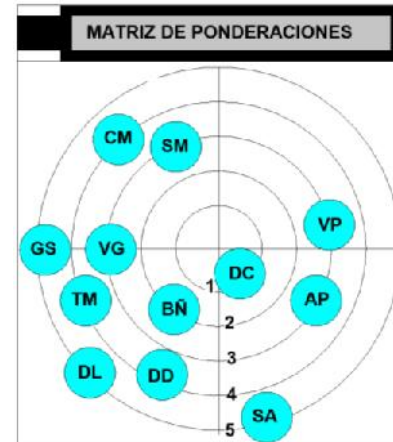 MATRIZ DE PONDERACIONES
CM
SM
VP
GS
VG
DC
1
TM
AP
BÑ
2
3
DL
DD
4
SA
5